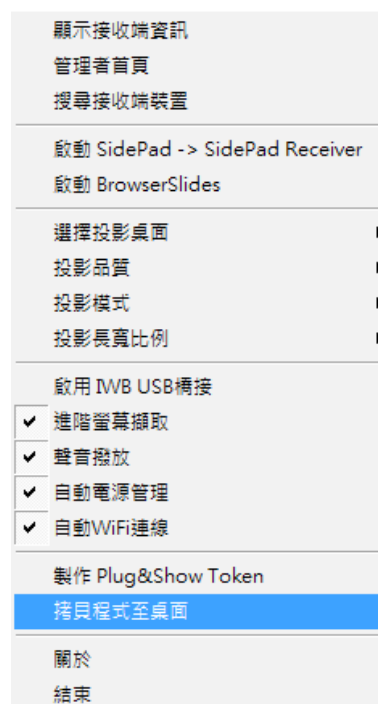 顯示接收端資訊
管理者首頁
搜尋接收端裝置
啟動 SidePad -> SidePad Receiver
啟動 BrowserSlides
選擇投影桌面
投影品質
投影模式
投影長寬比例
啟用 IWB USB橋接
進階螢幕擷取
聲音撥放
自動電源管理
自動WiFi連線
製作 Plug&Show Token
拷貝程式至桌面
關於
結束